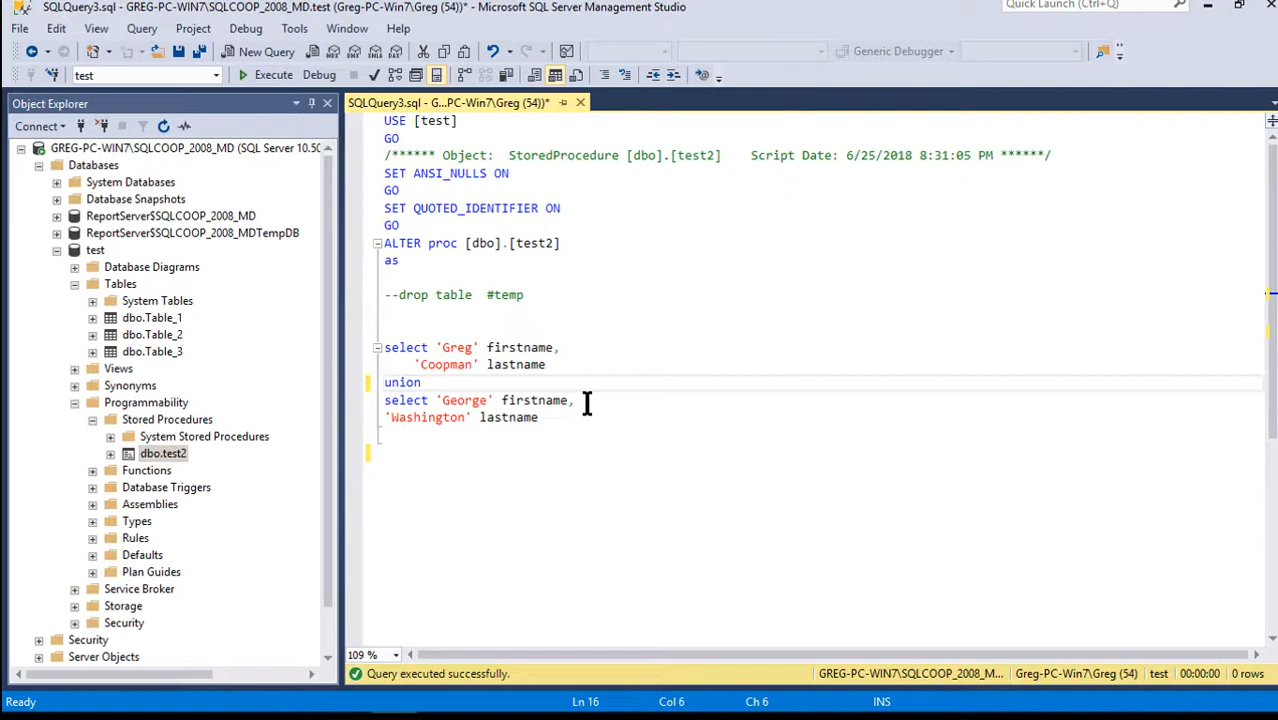 SQLQuery3.sql - GREG-PC-WIN7\SQLCOOP_2008_MD.test (Greg-PC-Win7\Greg (54))* - Microsoft SQL Server Management Studio
Quick Launch (Ctrl+Q)
File Edit View Query Project Debug Tools Window Help
New Query
Generic Debugger
test
Execute Debug
Object Explorer
SQLQuery3.sql - G...PC-Win7\Greg (54))*
Connect
GREG-PC-WIN7\SQLCOOP_2008_MD (SQL Server 10.50
Databases
System Databases
Database Snapshots
ReportServer$SQLCOOP_2008_MD
ReportServer$SQLCOOP_2008_MDTempDB
test
Database Diagrams
Tables
System Tables
dbo.Table_1
dbo.Table_2
dbo.Table_3
Views
Synonyms
Programmability
Stored Procedures
System Stored Procedures
dbo.test2
Functions
Database Triggers
Assemblies
Types
Rules
Defaults
Plan Guides
Service Broker
Storage
Security
Security
Server Objects
USE [test]
GO
/****** Object:  StoredProcedure [dbo].[test2]    Script Date: 6/25/2018 8:31:05 PM ******/
SET ANSI_NULLS ON
GO
SET QUOTED_IDENTIFIER ON
GO
ALTER proc [dbo].[test2]
as
--drop table  #temp
select 'Greg' firstname,
'Coopman' lastname
union
select 'George' firstname,
'Washington' lastname
109 %
Query executed successfully.
GREG-PC-WIN7\SQLCOOP_2008_M... Greg-PC-Win7\Greg (54) test 00:00:00 0 rows
Ready
Ln 16 Col 6 Ch 6 INS